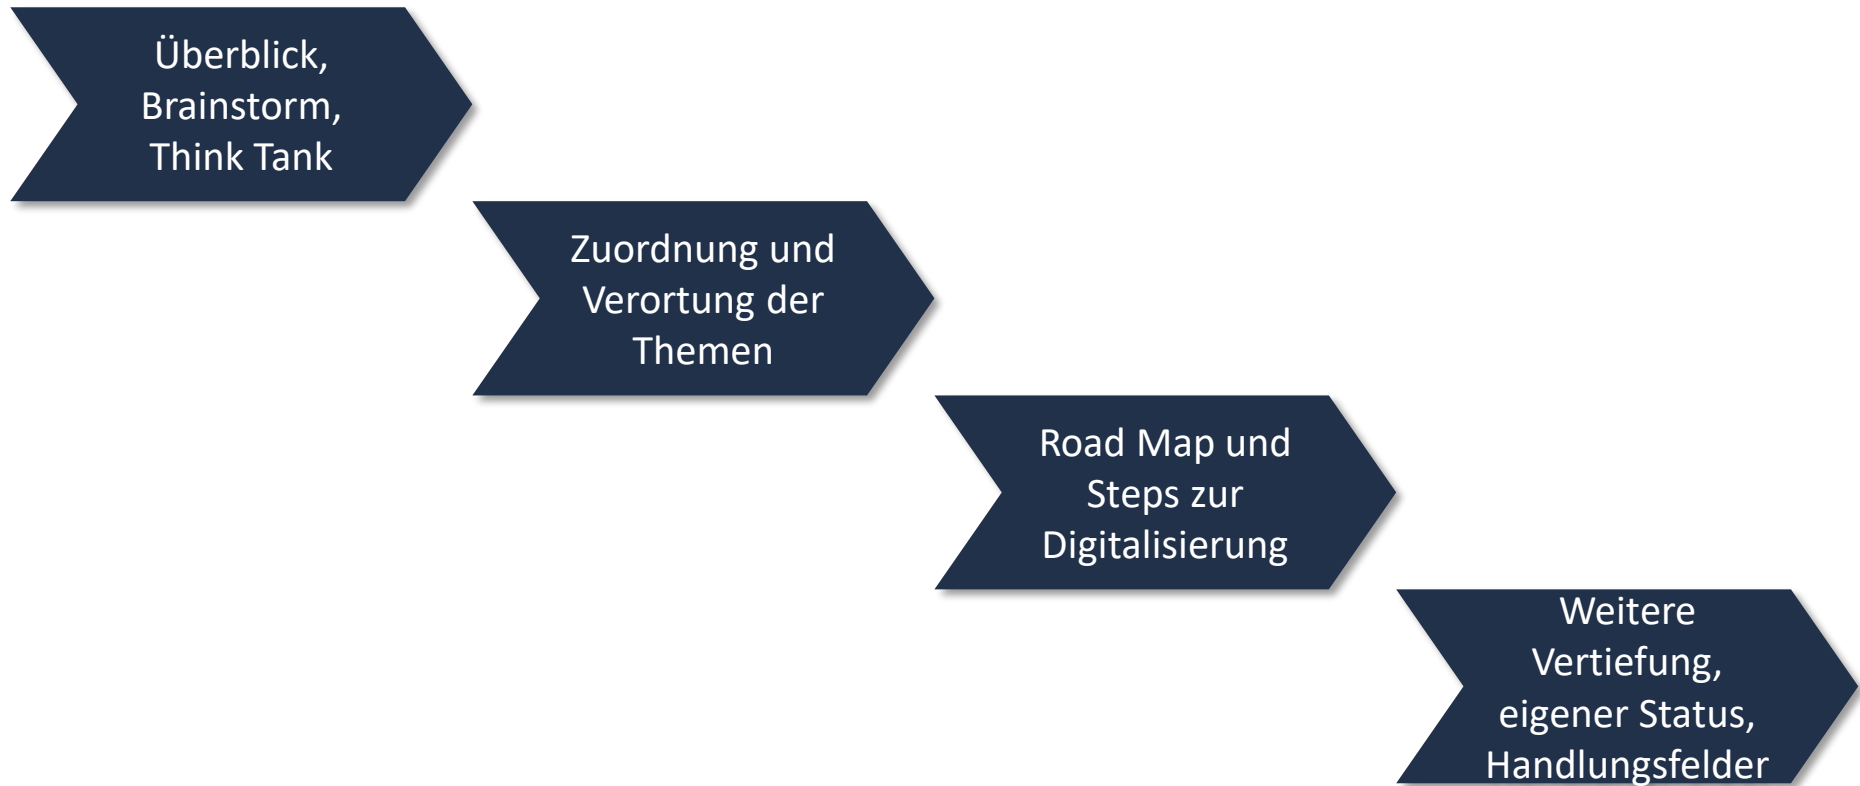 Überblick,
Brainstorm,
Think Tank
Zuordnung und
Verortung der
Themen
Road Map und
Steps zur
Digitalisierung
Weitere
Vertiefung,
eigener Status,
Handlungsfelder